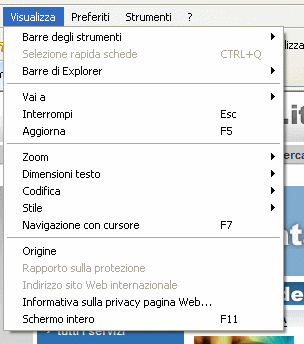 Visualizza Preferiti Strumenti ?
Barre degli strumenti
Selezione rapida schede CTRL+Q
Barre di Explorer
Vai a
Interrompi Esc
Aggiorna F5
Zoom
Dimensioni testo
Codifica
Stile
Navigazione con cursore F7
Origine
Rapporto sulla protezione
Indirizzo sito Web internazionale
Informativa sulla privacy pagina Web...
Schermo intero F11
tutti i servizi